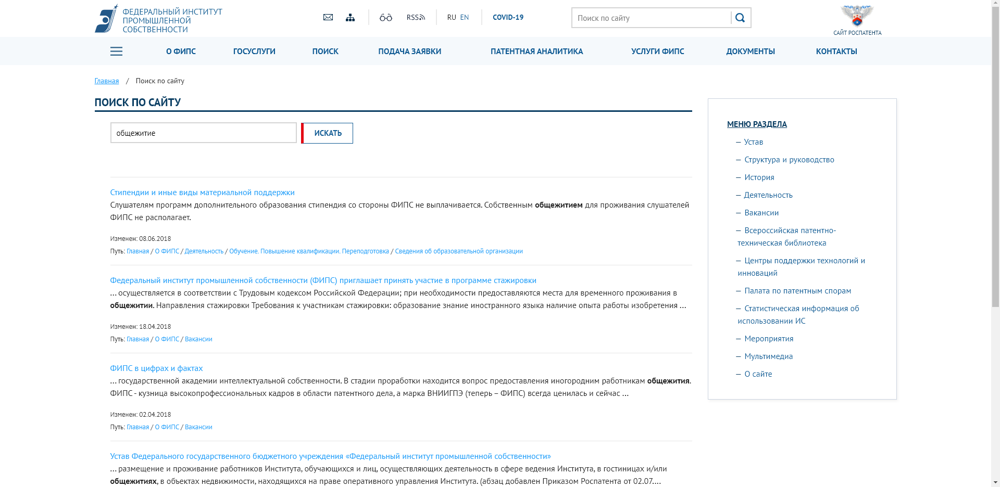 ФЕДЕРАЛЬНЫЙ ИНСТИТУТ
ПРОМЫШЛЕННОЙ
СОБСТВЕННОСТИ
RSS
RU EN
COVID-19
Поиск по сайту
САЙТ РОСПАТЕНТА
О ФИПС
ГОСУСЛУГИ
ПОИСК
ПОДАЧА ЗАЯВКИ
ПАТЕНТНАЯ АНАЛИТИКА
УСЛУГИ ФИПС
ДОКУМЕНТЫ
КОНТАКТЫ
Главная / Поиск по сайту
ПОИСК ПО САЙТУ
общежитие
ИСКАТЬ
Стипендии и иные виды материальной поддержки
Слушателям программ дополнительного образования стипендия со стороны ФИПС не выплачивается. Собственным общежитием для проживания слушателей
ФИПС не располагает.
Изменен: 08.06.2018
Путь: Главная / О ФИПС / Деятельность / Обучение. Повышение квалификации. Переподготовка / Сведения об образовательной организации
Федеральный институт промышленной собственности (ФИПС) приглашает принять участие в программе стажировки
... осуществляется в соответствии с Трудовым кодексом Российской Федерации; при необходимости предоставляются места для временного проживания в
общежитии. Направления стажировки Требования к участникам стажировки: образование знание иностранного языка наличие опыта работы изобретения ...
Изменен: 18.04.2018
Путь: Главная / О ФИПС / Вакансии
ФИПС в цифрах и фактах
... государственной академии интеллектуальной собственности. В стадии проработки находится вопрос предоставления иногородним работникам общежития.
ФИПС - кузница высокопрофессиональных кадров в области патентного дела, а марка ВНИИГПЭ (теперь – ФИПС) всегда ценилась и сейчас ...
Изменен: 02.04.2018
Путь: Главная / О ФИПС / Вакансии
Устав Федерального государственного бюджетного учреждения «Федеральный институт промышленной собственности»
... размещение и проживание работников Института, обучающихся и лиц, осуществляющих деятельность в сфере ведения Института, в гостиницах и/или
общежитиях, в объектах недвижимости, находящихся на праве оперативного управления Института. (абзац добавлен Приказом Роспатента от 02.07....
МЕНЮ РАЗДЕЛА
– Устав
– Структура и руководство
– История
– Деятельность
– Вакансии
– Всероссийская патентно-
техническая библиотека
– Центры поддержки технологий и
инноваций
– Палата по патентным спорам
– Статистическая информация об
использовании ИС
– Мероприятия
– Мультимедиа
– О сайте